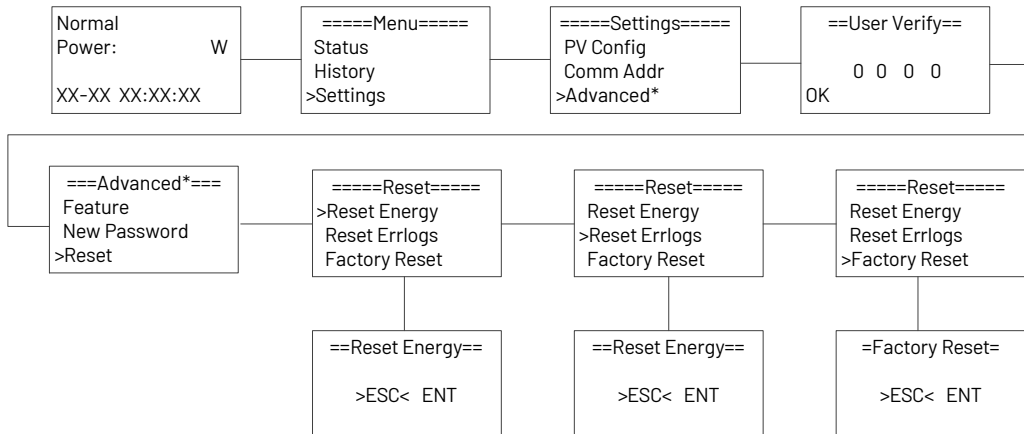 Normal
Power: W
XX-XX XX:XX:XX
=====Menu=====
Status
History
>Settings
=====Settings=====
PV Config
Comm Addr
>Advanced*
==User Verify==
0 0 0 0
OK
===Advanced*===
Feature
New Password
>Reset
=====Reset=====
>Reset Energy
Reset Errlogs
Factory Reset
=====Reset=====
Reset Energy
>Reset Errlogs
Factory Reset
=====Reset=====
Reset Energy
Reset Errlogs
>Factory Reset
==Reset Energy==
>ESC< ENT
==Reset Energy==
>ESC< ENT
=Factory Reset=
>ESC< ENT